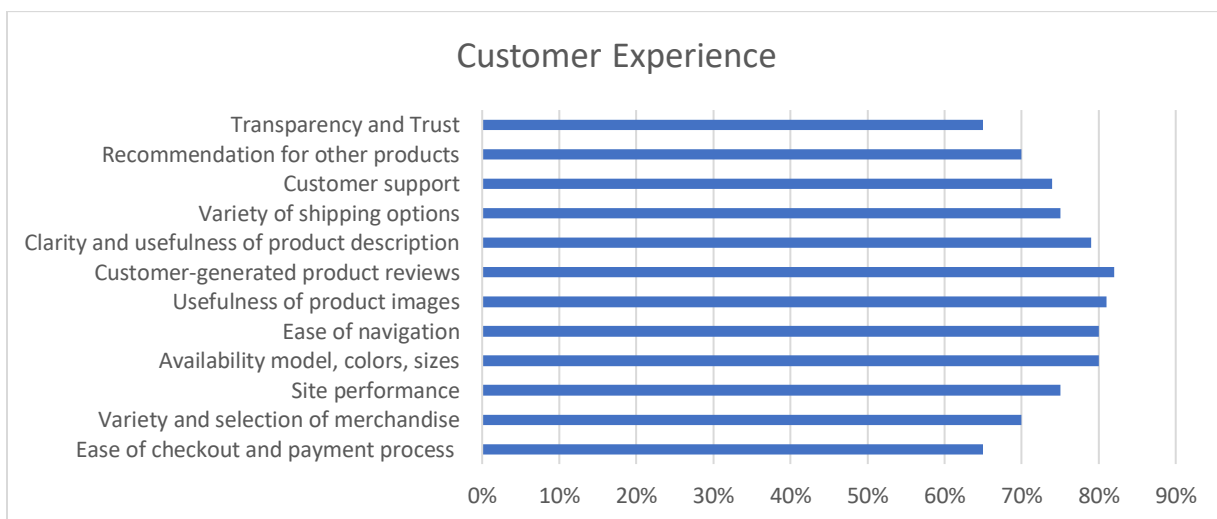 Customer Experience
Transparency and Trust
Recommendation for other products
Customer support
Variety of shipping options
Clarity and usefulness of product description
Customer-generated product reviews
Usefulness of product images
Ease of navigation
Availability model, colors, sizes
Site performance
Variety and selection of merchandise
Ease of checkout and payment process
0% 10% 20% 30% 40% 50% 60% 70% 80% 90%